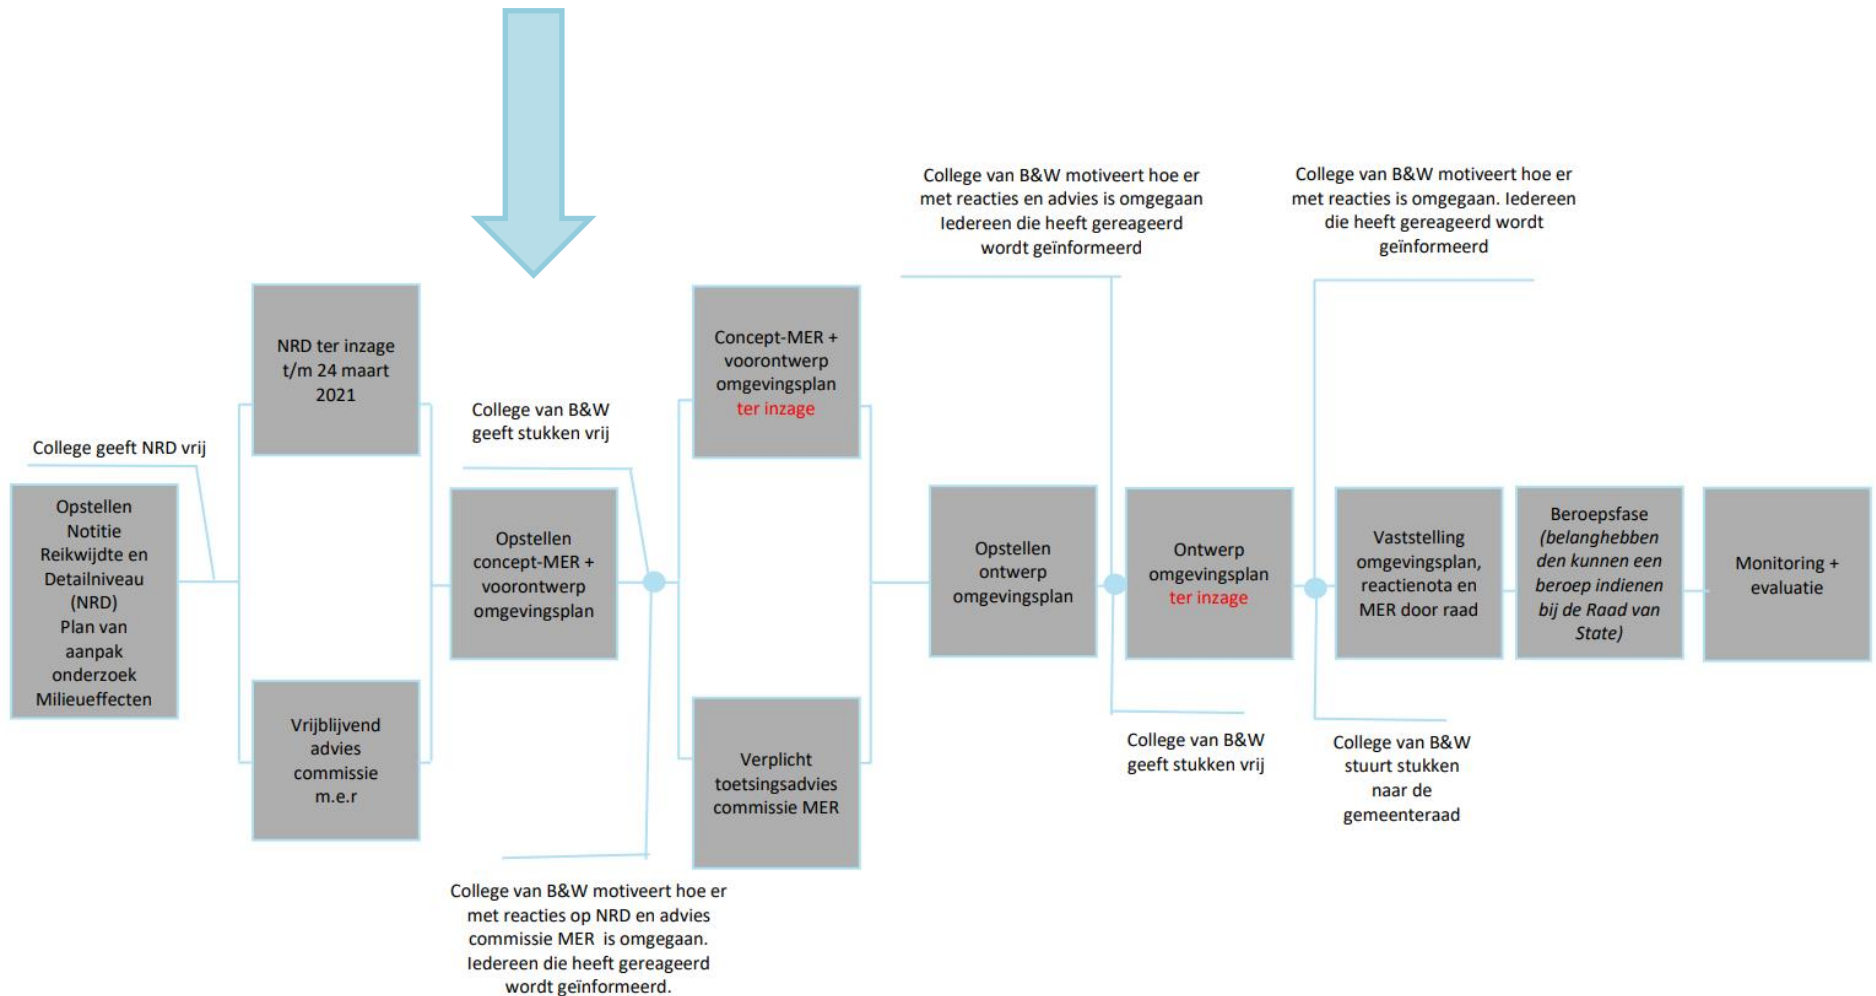 College geeft NRD vrij
Opstellen
Notitie
Reikwijdte en
Detailniveau
(NRD)
Plan van
aanpak
onderzoek
Milieueffecten
NRD ter inzage
t/m 24 maart
2021
Vrijblijvend
advies
commissie
m.e.r
College van B&W
geeft stukken vrij
Opstellen
concept-MER +
voorontwerp
omgevingsplan
College van B&W motiveert hoe er
met reacties op NRD en advies
commissie MER is omgegaan.
Iedereen die heeft gereageerd
wordt geïnformeerd.
Concept-MER +
voorontwerp
omgevingsplan
ter inzage
Verplicht
toetsingsadvies
commissie MER
College van B&W motiveert hoe er
met reacties en advies is omgegaan
Iedereen die heeft gereageerd
wordt geïnformeerd
Opstellen
ontwerp
omgevingsplan
Ontwerp
omgevingsplan
ter inzage
College van B&W
geeft stukken vrij
College van B&W motiveert hoe er
met reacties is omgegaan. Iedereen
die heeft gereageerd wordt
geïnformeerd
Vaststelling
omgevingsplan,
reactienota en
MER door raad
College van B&W
stuurt stukken
naar de
gemeenteraad
Beroepsfase
(belanghebben
den kunnen een
beroep indienen
bij de Raad van
State)
Monitoring +
evaluatie